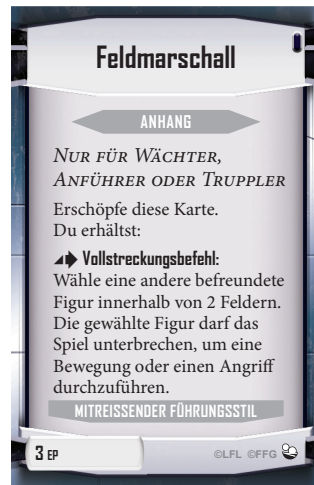 Feldmarschall
ANHANG
NUR FÜR WÄCHTER,
ANFÜHRER ODER TRUPPLER
Erschöpfe diese Karte.
Du erhältst:
Vollstreckungsbefehl:
Wähle eine andere befreundete
Figur innerhalb von 2 Feldern.
Die gewählte Figur darf das
Spiel unterbrechen, um eine
Bewegung oder einen Angriff
durchzuführen.
MITREISSENDER FÜHRUNGSSTIL
3 EP
©LFL ©FFG